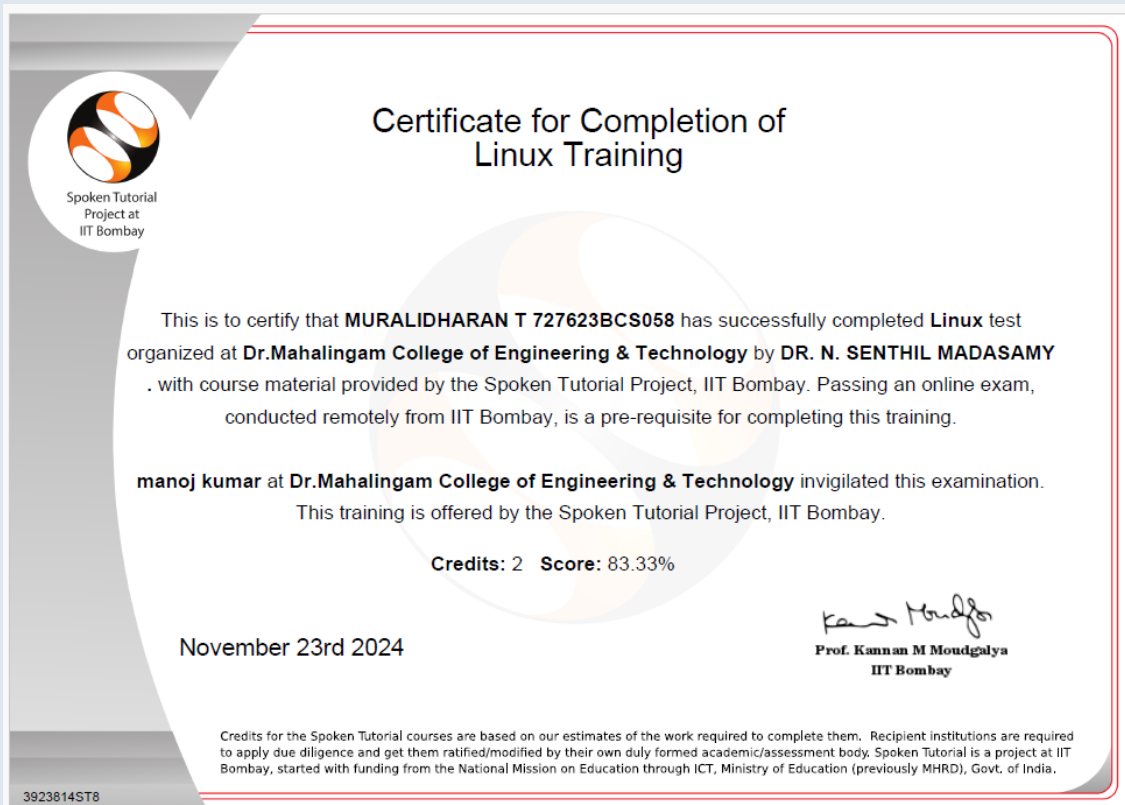 Spoken Tutorial
Project at
IIT Bombay
Certificate for Completion of
Linux Training
This is to certify that MURALIDHARAN T 727623BCS058 has successfully completed Linux test
organized at Dr.Mahalingam College of Engineering & Technology by DR. N. SENTHIL MADASAMY
. with course material provided by the Spoken Tutorial Project, IIT Bombay. Passing an online exam,
conducted remotely from IIT Bombay, is a pre-requisite for completing this training.
manoj kumar at Dr.Mahalingam College of Engineering & Technology invigilated this examination.
This training is offered by the Spoken Tutorial Project, IIT Bombay.
Credits: 2 Score: 83.33%
November 23rd 2024
Prof. Kannan M Moudgalya
IIT Bombay
Credits for the Spoken Tutorial courses are based on our estimates of the work required to complete them. Recipient institutions are required
to apply due diligence and get them ratified/modified by their own duly formed academic/assessment body. Spoken Tutorial is a project at IIT
Bombay, started with funding from the National Mission on Education through ICT, Ministry of Education (previously MHRD), Govt. of India.
3923814ST8